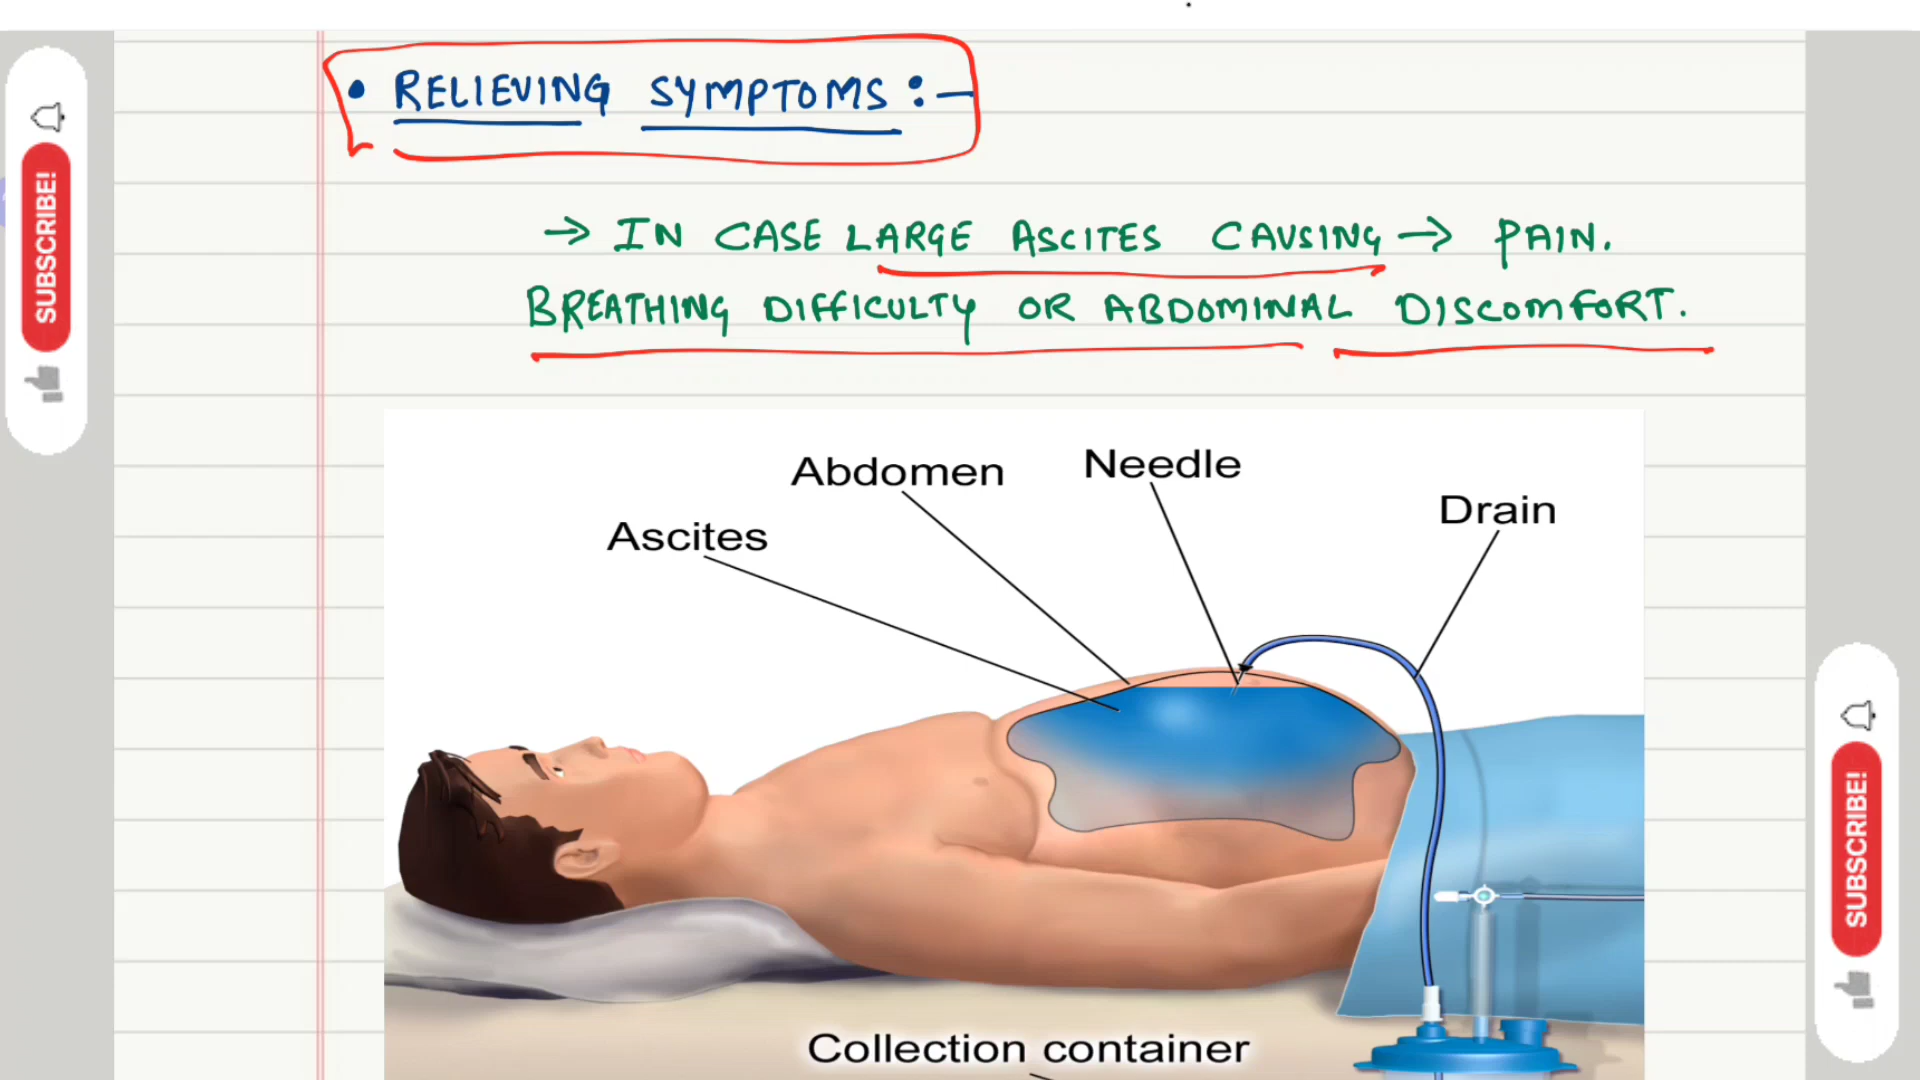 • RELIEVING SYMPTOMS :-
→ IN CASE LARGE ASCITES CAUSING → PAIN.
BREATHING DIFFICULTY OR ABDOMINAL DISCOMFORT.
Abdomen
Needle
Drain
Ascites
Collection container
SUBSCRIBE!
SUBSCRIBE!